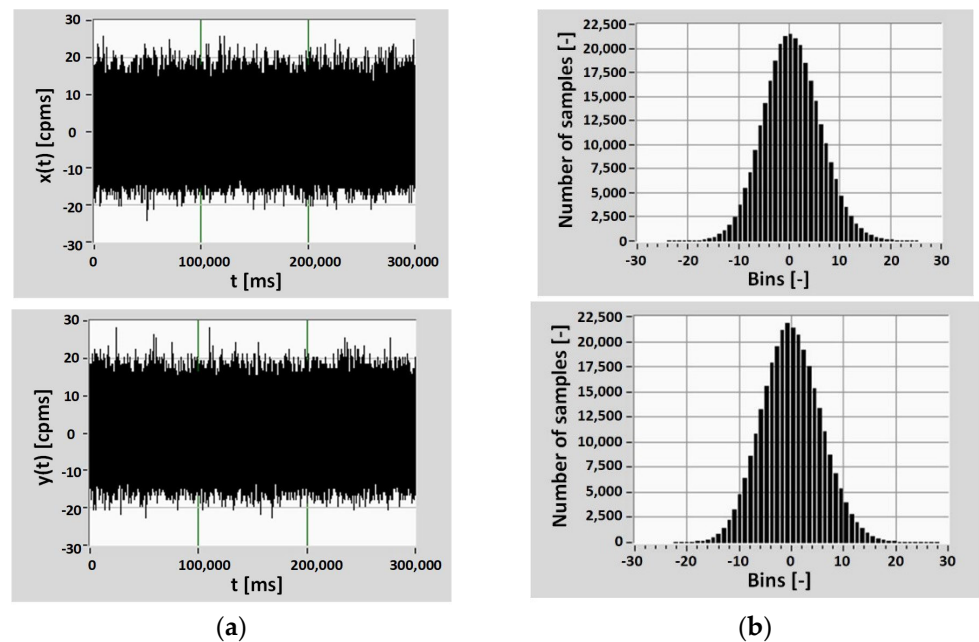 30
20
10
0
-10
-20
-30
x(t) [cpms]
0 100,000 200,000 300,000
t [ms]
22,500
20,000
17,500
15,000
12,500
10,000
7,500
5,000
2,500
0
Number of samples [-]
-30 -20 -10 0 10 20 30
Bins [-]
30
20
10
0
-10
-20
-30
y(t) [cpms]
0 100,000 200,000 300,000
t [ms]
22,500
20,000
17,500
15,000
12,500
10,000
7,500
5,000
2,500
0
Number of samples [-]
-30 -20 -10 0 10 20 30
Bins [-]
(a) (b)